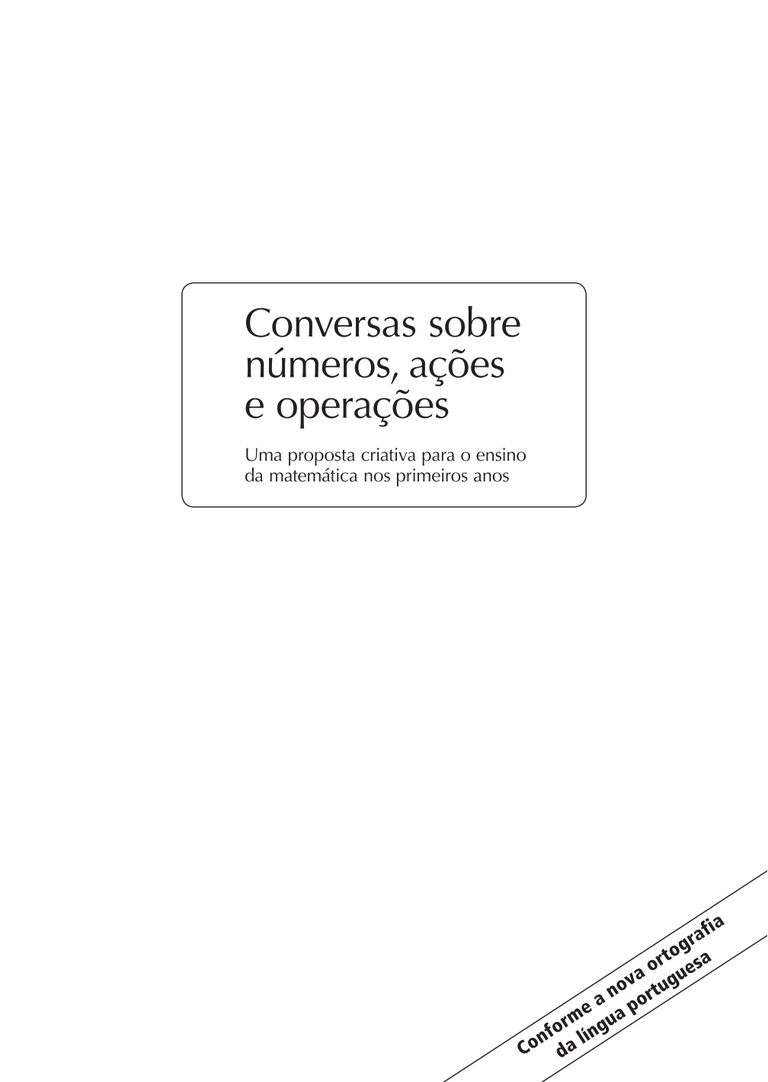 Conversas sobre
números, ações
e operações
Uma proposta criativa para o ensino
da matemática nos primeiros anos
Conforme a nova ortografia
da língua portuguesa